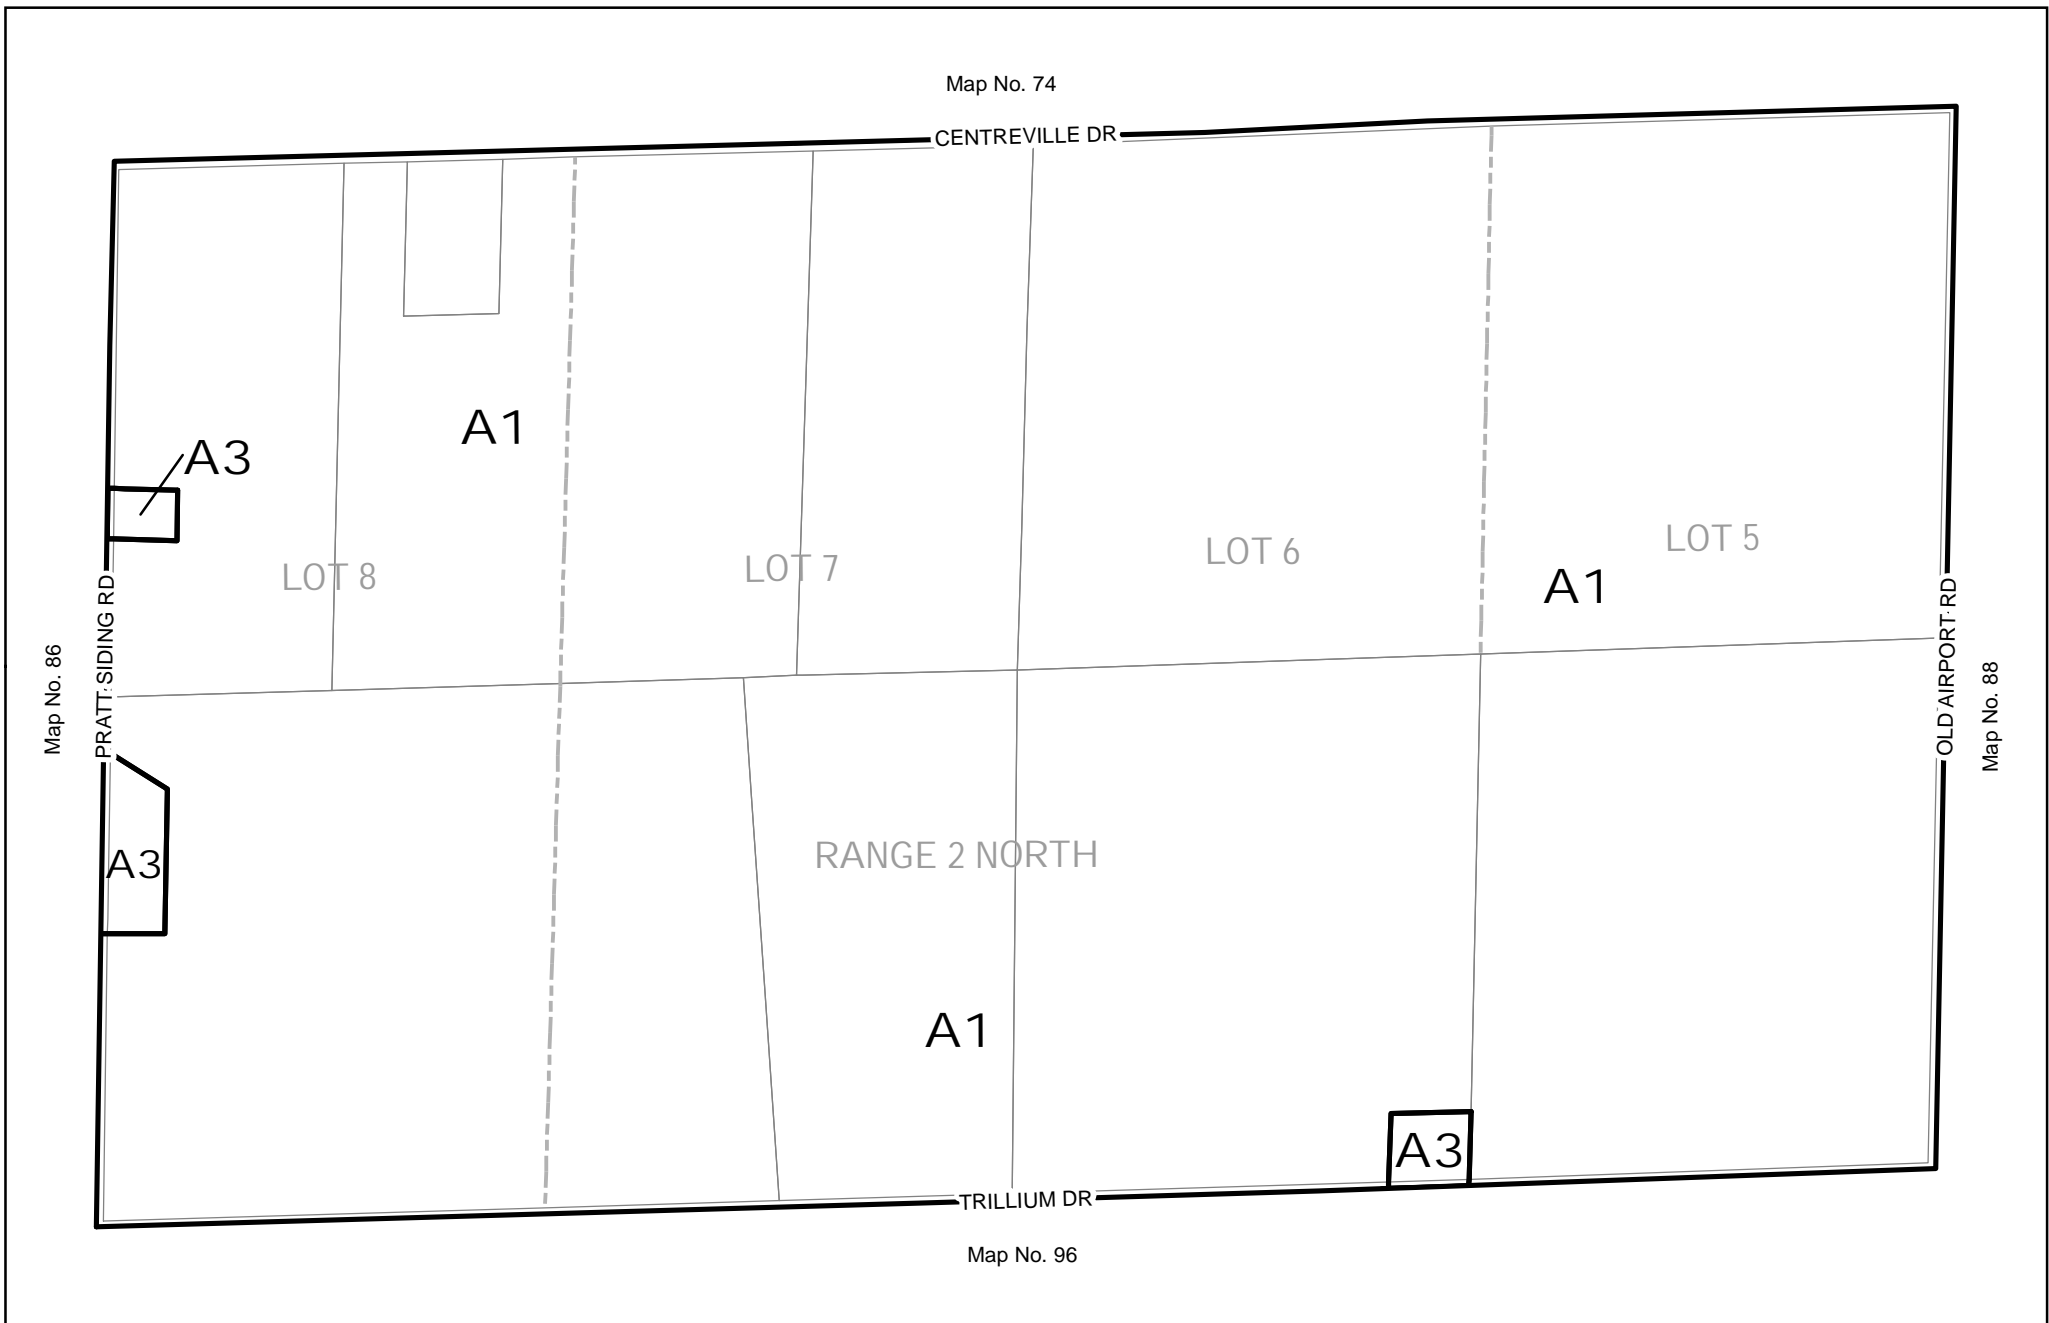 Map No. 74
CENTREVILLE DR
A1
A3
LOT 5
LOT 6
LOT 7
LOT 8
A1
PRATT SIDING RD
OLD AIRPORT RD
Map No. 86
Map No. 88
RANGE 2 NORTH
A3
A1
A3
TRILLIUM DR
Map No. 96